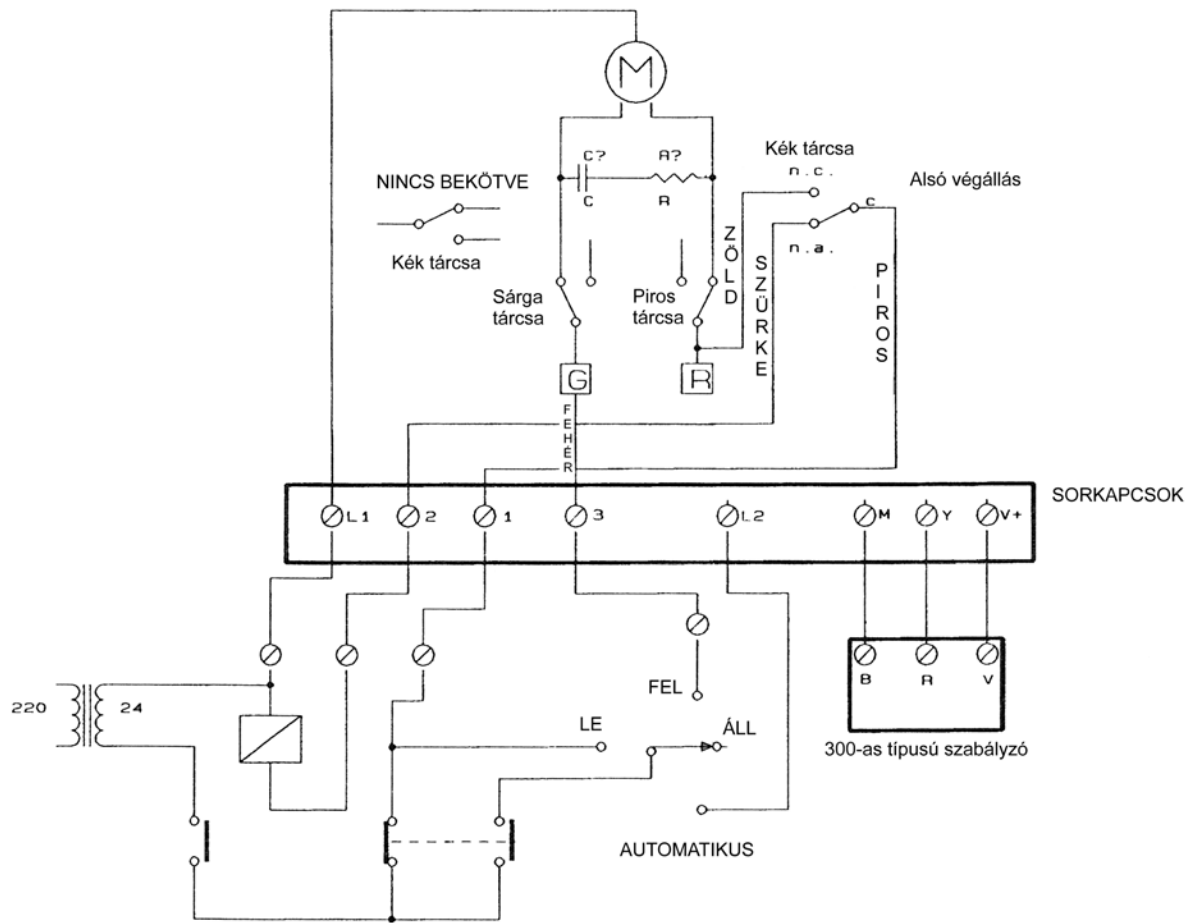 M
C?
R?
C
R
Kék tárcsa
n.c.
c
n.a.
Alsó végállás
NINCS BEKÖTVE
Kék tárcsa
Sárga
tárcsa
Piros
tárcsa
ZÖLD
SZÜRKE
PIROS
G
R
FEHÉR
SORKAPCSOK
L1
2
1
3
L2
M
Y
V+
B
R
V
300-as típusú szabályzó
220
24
FEL
LE
ÁLL
AUTOMATIKUS